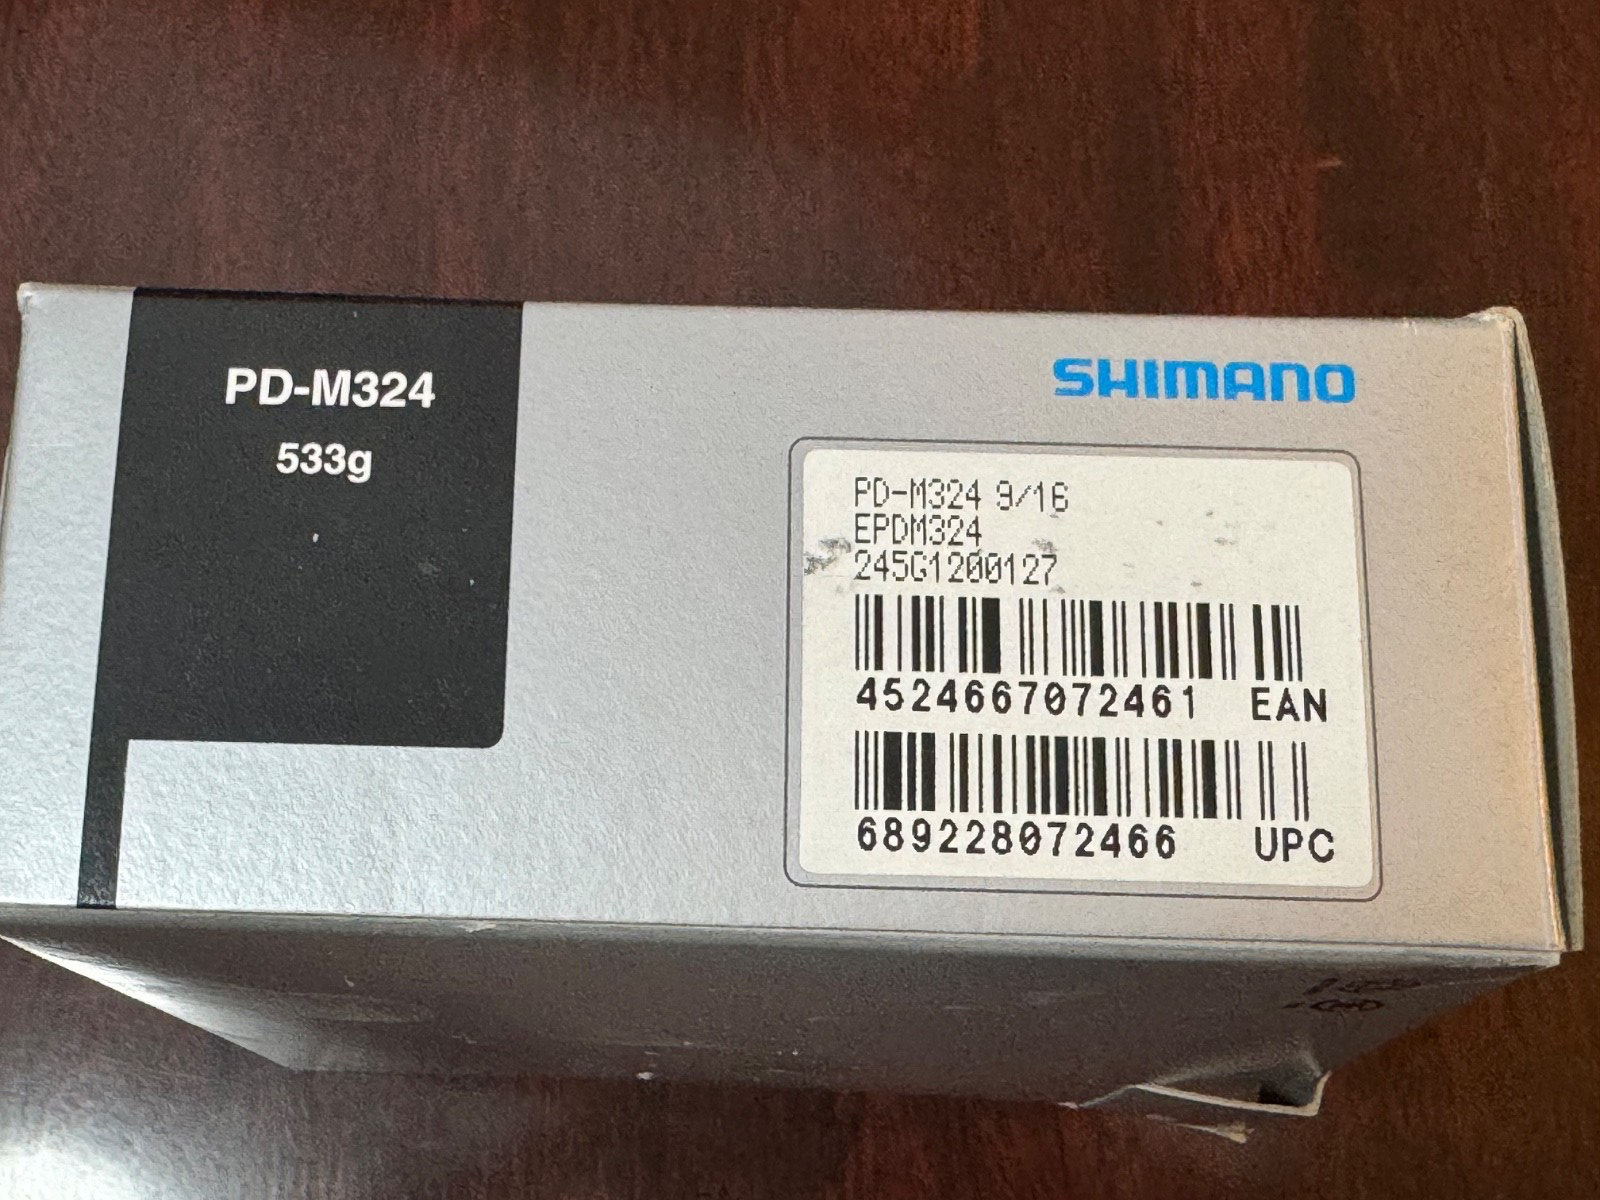 SHIMANO
PD-M324
533g
PD-M324 9/16
EPDM324
245G1200127
4524667072461 EAN
689228072466 UPC